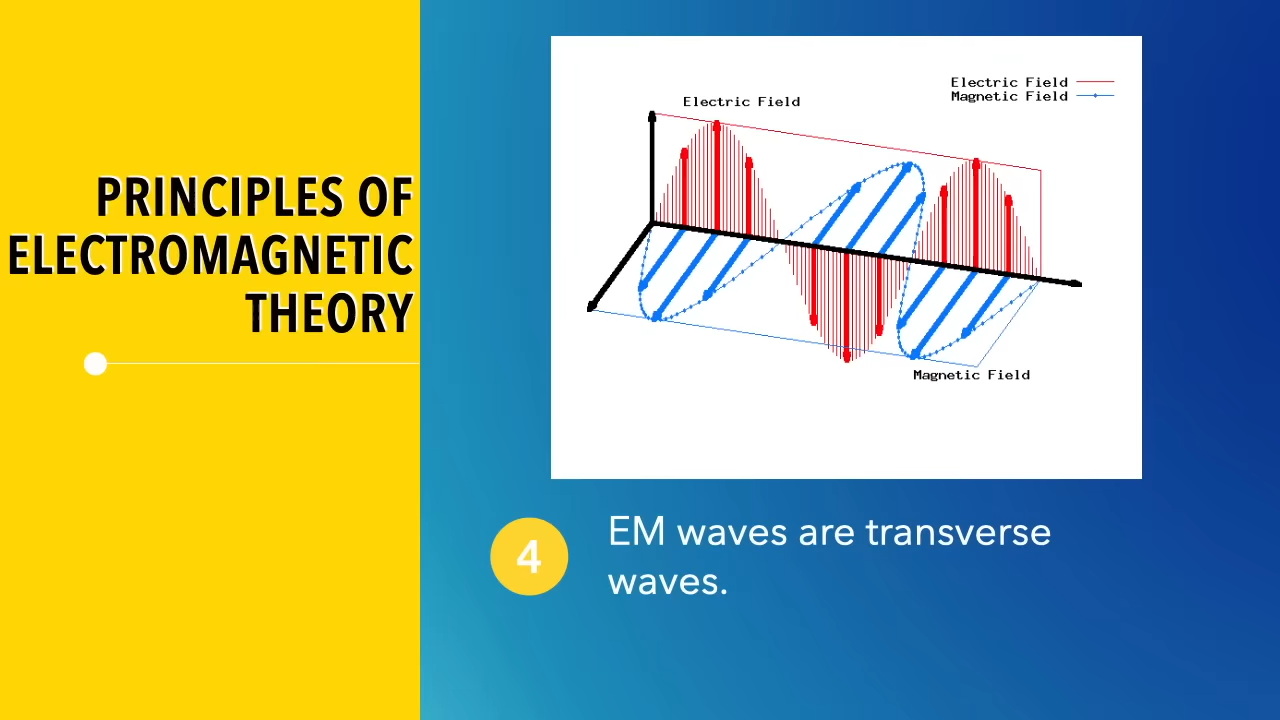 PRINCIPLES OF
ELECTROMAGNETIC
THEORY
Electric Field
Magnetic Field
Electric Field
Magnetic Field
4
EM waves are transverse
waves.